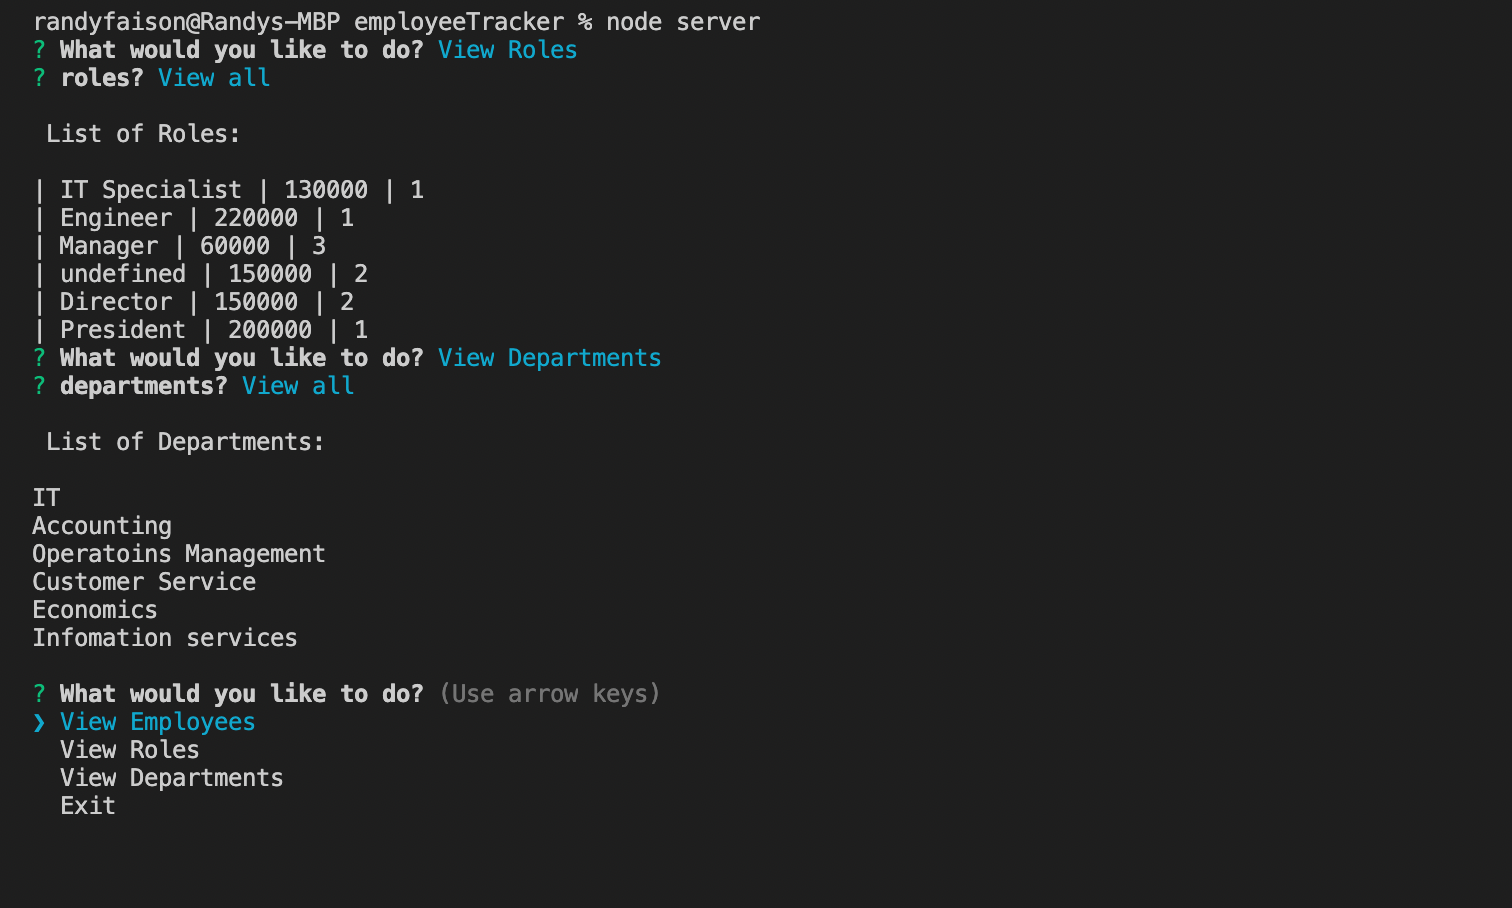 randyfaison@Randys-MBP employeeTracker % node server
? What would you like to do? View Roles
? roles? View all
List of Roles:
| IT Specialist | 130000 | 1
| Engineer | 220000 | 1
| Manager | 60000 | 3
| undefined | 150000 | 2
| Director | 150000 | 2
| President | 200000 | 1
? What would you like to do? View Departments
? departments? View all
List of Departments:
IT
Accounting
Operatoins Management
Customer Service
Economics
Infomation services
? What would you like to do? (Use arrow keys)
❯ View Employees
View Roles
View Departments
Exit